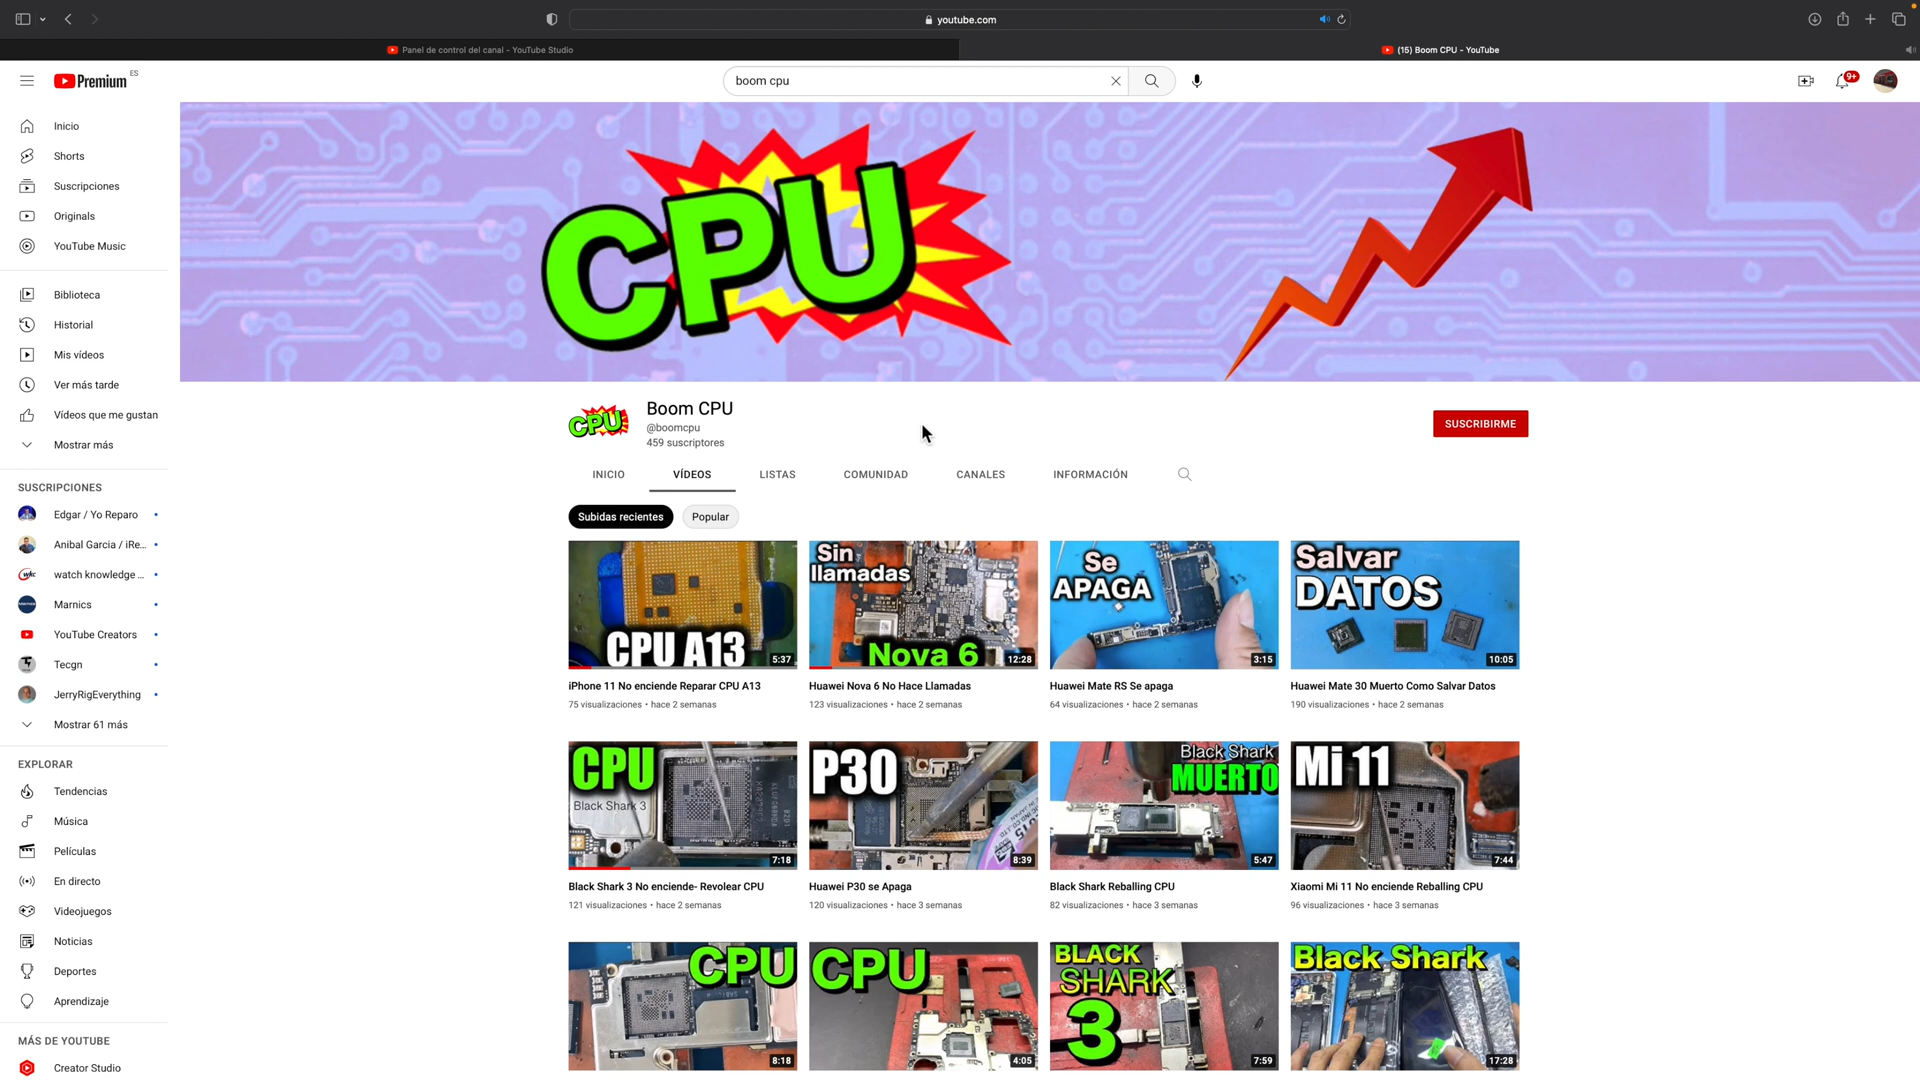 youtube.com
Panel de control del canal - YouTube Studio
(15) Boom CPU - YouTube
Premium ES
boom cpu
9+
Inicio
Shorts
Suscripciones
Originals
YouTube Music
Biblioteca
Historial
Mis vídeos
Ver más tarde
Vídeos que me gustan
Mostrar más
SUSCRIPCIONES
Edgar / Yo Reparo
Anibal Garcia / iRe...
watch knowledge ...
Marnics
YouTube Creators
Tecgn
JerryRigEverything
Mostrar 61 más
EXPLORAR
Tendencias
Música
Películas
En directo
Videojuegos
Noticias
Deportes
Aprendizaje
MÁS DE YOUTUBE
Creator Studio
CPU
CPU
Boom CPU
@boomcpu
459 suscriptores
SUSCRIBIRME
INICIO
VÍDEOS
LISTAS
COMUNIDAD
CANALES
INFORMACIÓN
Subidas recientes
Popular
CPU A13
5:37
iPhone 11 No enciende Reparar CPU A13
75 visualizaciones • hace 2 semanas
Sin
llamadas
Nova 6
12:28
Huawei Nova 6 No Hace Llamadas
123 visualizaciones • hace 2 semanas
Se
APAGA
3:15
Huawei Mate RS Se apaga
64 visualizaciones • hace 2 semanas
Salvar
DATOS
10:05
Huawei Mate 30 Muerto Como Salvar Datos
190 visualizaciones • hace 2 semanas
CPU
Black Shark 3
7:18
Black Shark 3 No enciende- Revolear CPU
121 visualizaciones • hace 2 semanas
P30
8:39
Huawei P30 se Apaga
120 visualizaciones • hace 3 semanas
Black Shark
MUERTO
5:47
Black Shark Reballing CPU
82 visualizaciones • hace 3 semanas
Mi 11
7:44
Xiaomi Mi 11 No enciende Reballing CPU
96 visualizaciones • hace 3 semanas
CPU
8:18
CPU
4:05
BLACK
SHARK
3
7:59
Black Shark
17:28